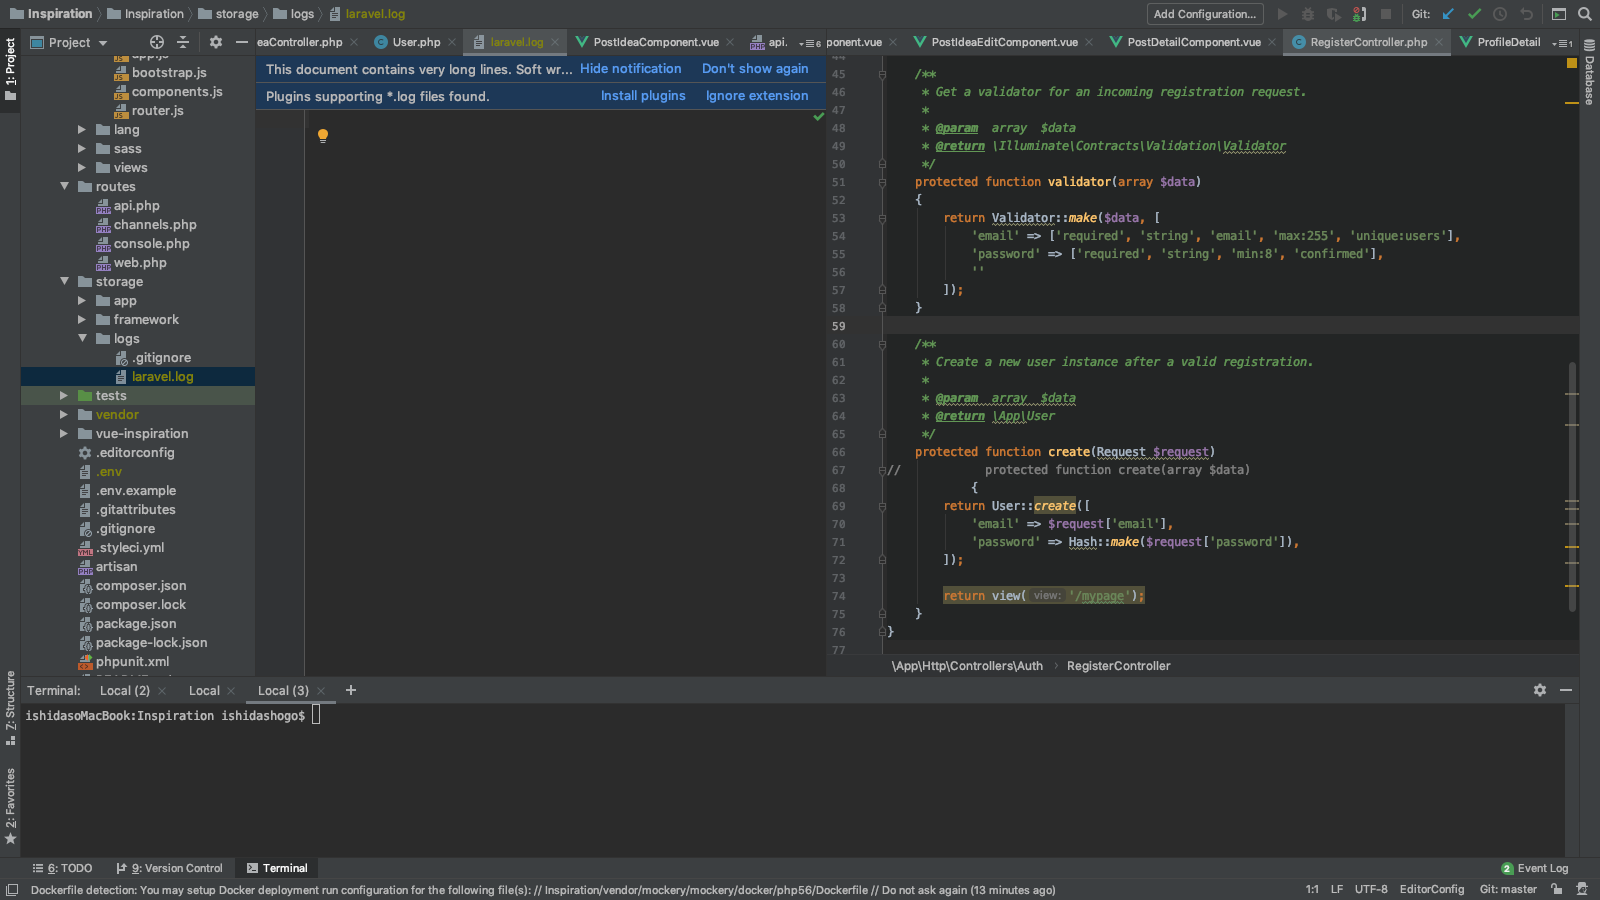 Inspiration › Inspiration › storage › logs › laravel.log
Add Configuration...
Git:
1: Project
Project
eaController.php
User.php
laravel.log
PostIdeaComponent.vue
api.
6
ponent.vue
PostIdeaEditComponent.vue
PostDetailComponent.vue
RegisterController.php
ProfileDetail
1
Database
app.js
bootstrap.js
components.js
router.js
lang
sass
views
routes
api.php
channels.php
console.php
web.php
storage
app
framework
logs
.gitignore
laravel.log
tests
vendor
vue-inspiration
.editorconfig
.env
.env.example
.gitattributes
.gitignore
.styleci.yml
artisan
composer.json
composer.lock
package.json
package-lock.json
phpunit.xml
This document contains very long lines. Soft wr... Hide notification Don't show again
Plugins supporting *.log files found. Install plugins Ignore extension
44
45 /**
46 * Get a validator for an incoming registration request.
47 *
48 * @param  array  $data
49 * @return \Illuminate\Contracts\Validation\Validator
50 */
51 protected function validator(array $data)
52 {
53 return Validator::make($data, [
54 'email' => ['required', 'string', 'email', 'max:255', 'unique:users'],
55 'password' => ['required', 'string', 'min:8', 'confirmed'],
56 ''
57 ]);
58 }
59
60 /**
61 * Create a new user instance after a valid registration.
62 *
63 * @param  array  $data
64 * @return \App\User
65 */
66 protected function create(Request $request)
67 // protected function create(array $data)
68 {
69 return User::create([
70 'email' => $request['email'],
71 'password' => Hash::make($request['password']),
72 ]);
73
74 return view( view: '/mypage');
75 }
76 }
77
\App\Http\Controllers\Auth › RegisterController
Z: Structure
2: Favorites
Terminal: Local (2) Local Local (3)
ishidasoMacBook:Inspiration ishidashogo$
6: TODO
9: Version Control
Terminal
2 Event Log
Dockerfile detection: You may setup Docker deployment run configuration for the following file(s): // Inspiration/vendor/mockery/mockery/docker/php56/Dockerfile // Do not ask again (13 minutes ago)
1:1 LF UTF-8 EditorConfig Git: master